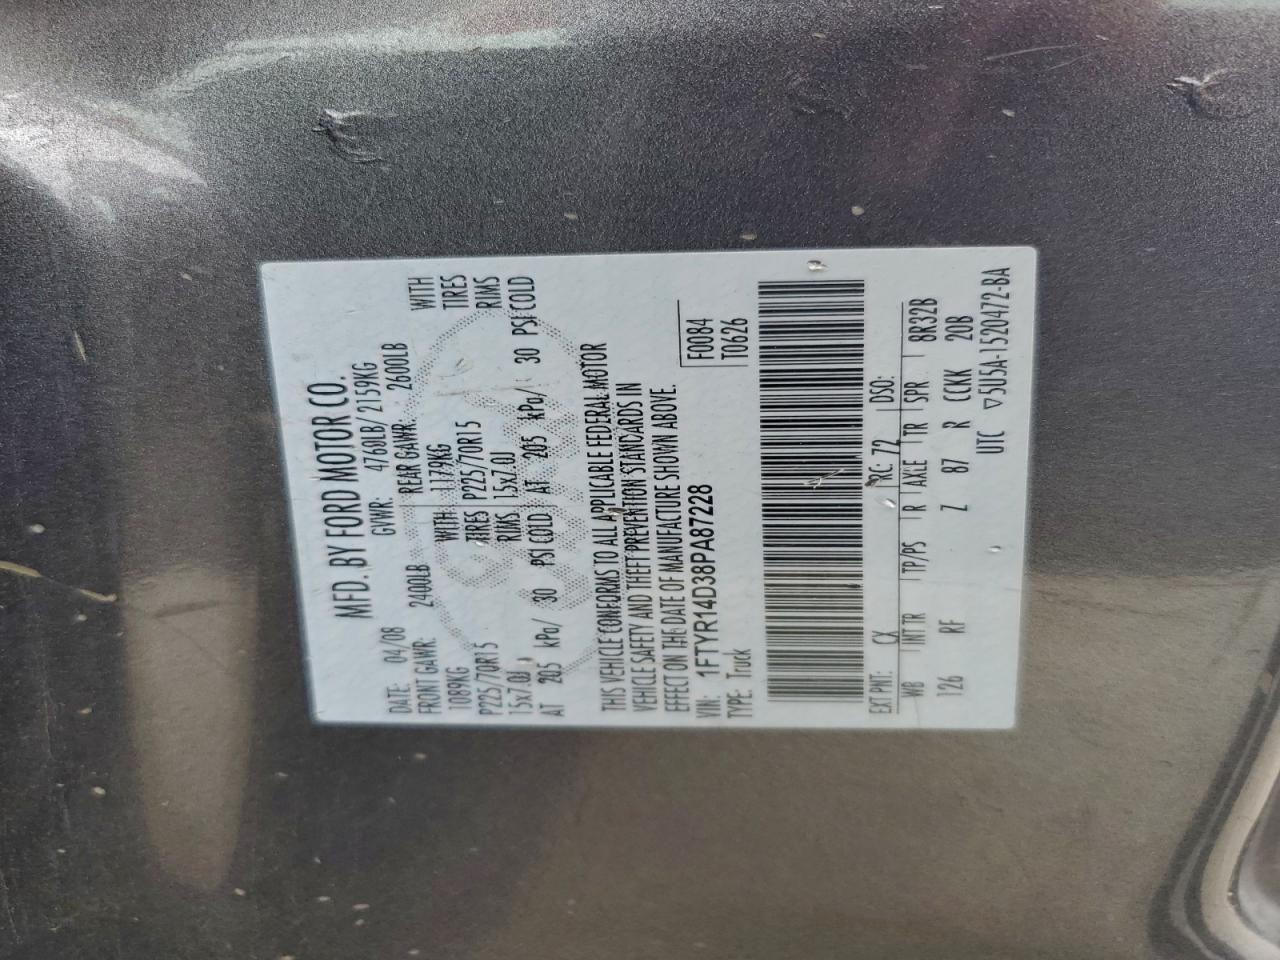 MFD. BY FORD MOTOR CO.
DATE: 04/08 GVWR: 4760LB/ 2159KG
FRONT GAWR: 2400LB REAR GAWR: 2600LB
1089KG WITH 1179KG WITH
P225/70R15 TIRES P225/70R15 TIRES
15x7.0J RIMS 15x7.0J RIMS
AT 205 kPa/ 30 PSI COLD AT 205 kPa/ 30 PSI COLD
THIS VEHICLE CONFORMS TO ALL APPLICABLE FEDERAL MOTOR
VEHICLE SAFETY AND THEFT PREVENTION STANDARDS IN
EFFECT ON THE DATE OF MANUFACTURE SHOWN ABOVE.
VIN: 1FTYR14D38PA87228 F0084
TYPE: Truck T0626
EXT PNT: CX RC: 72 DSO:
WB INT TR TP/PS R AXLE TR SPR 8R32B
126 RF Z 87 R CCKK 20B
UTC ▽5U5A-1520472-BA